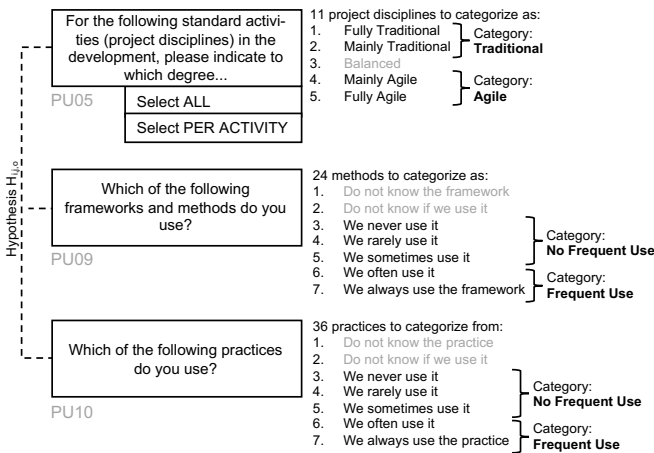 For the following standard activi-
ties (project disciplines) in the
development, please indicate to
which degree...
PU05
Select ALL
Select PER ACTIVITY
11 project disciplines to categorize as:
1. Fully Traditional
2. Mainly Traditional
3. Balanced
4. Mainly Agile
5. Fully Agile
Category:
Traditional
Category:
Agile
Hypothesis Hi,j,o
Which of the following
frameworks and methods do you
use?
PU09
24 methods to categorize as:
1. Do not know the framework
2. Do not know if we use it
3. We never use it
4. We rarely use it
5. We sometimes use it
6. We often use it
7. We always use the framework
Category:
No Frequent Use
Category:
Frequent Use
Which of the following practices
do you use?
PU10
36 practices to categorize from:
1. Do not know the practice
2. Do not know if we use it
3. We never use it
4. We rarely use it
5. We sometimes use it
6. We often use it
7. We always use the practice
Category:
No Frequent Use
Category:
Frequent Use